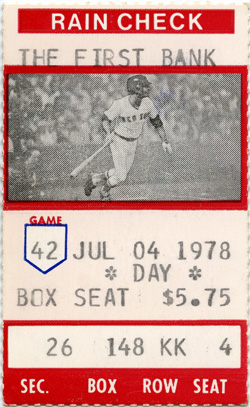 RAIN CHECK
THE FIRST BANK
GAME
42 JUL 04 1978
* DAY *
BOX SEAT $5.75
26 148 KK 4
SEC. BOX ROW SEAT